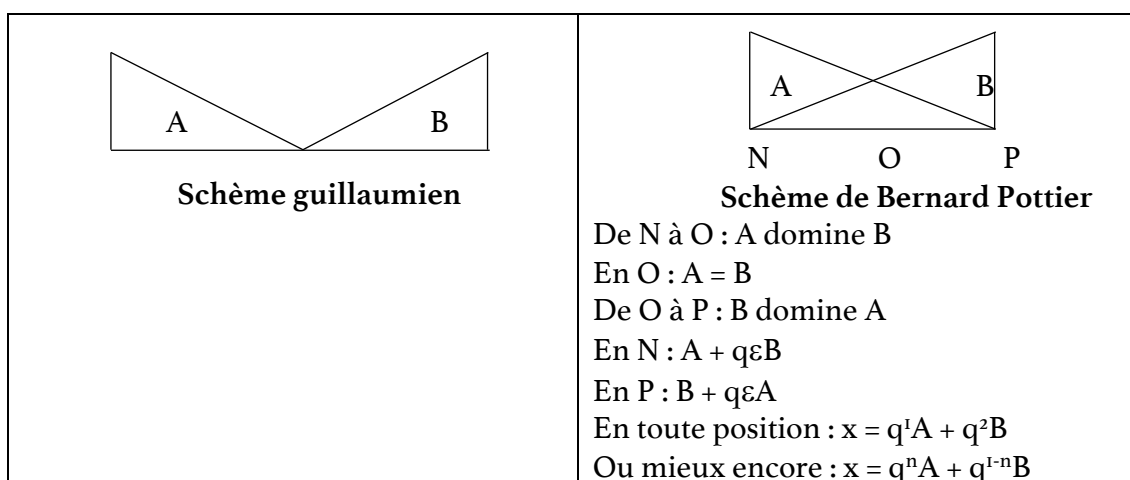 A
B
Schème guillaumien
A
B
N O P
Schème de Bernard Pottier
De N à O : A domine B
En O : A = B
De O à P : B domine A
En N : A + qεB
En P : B + qεA
En toute position : x = q¹A + q²B
Ou mieux encore : x = qⁿA + q¹⁻ⁿB